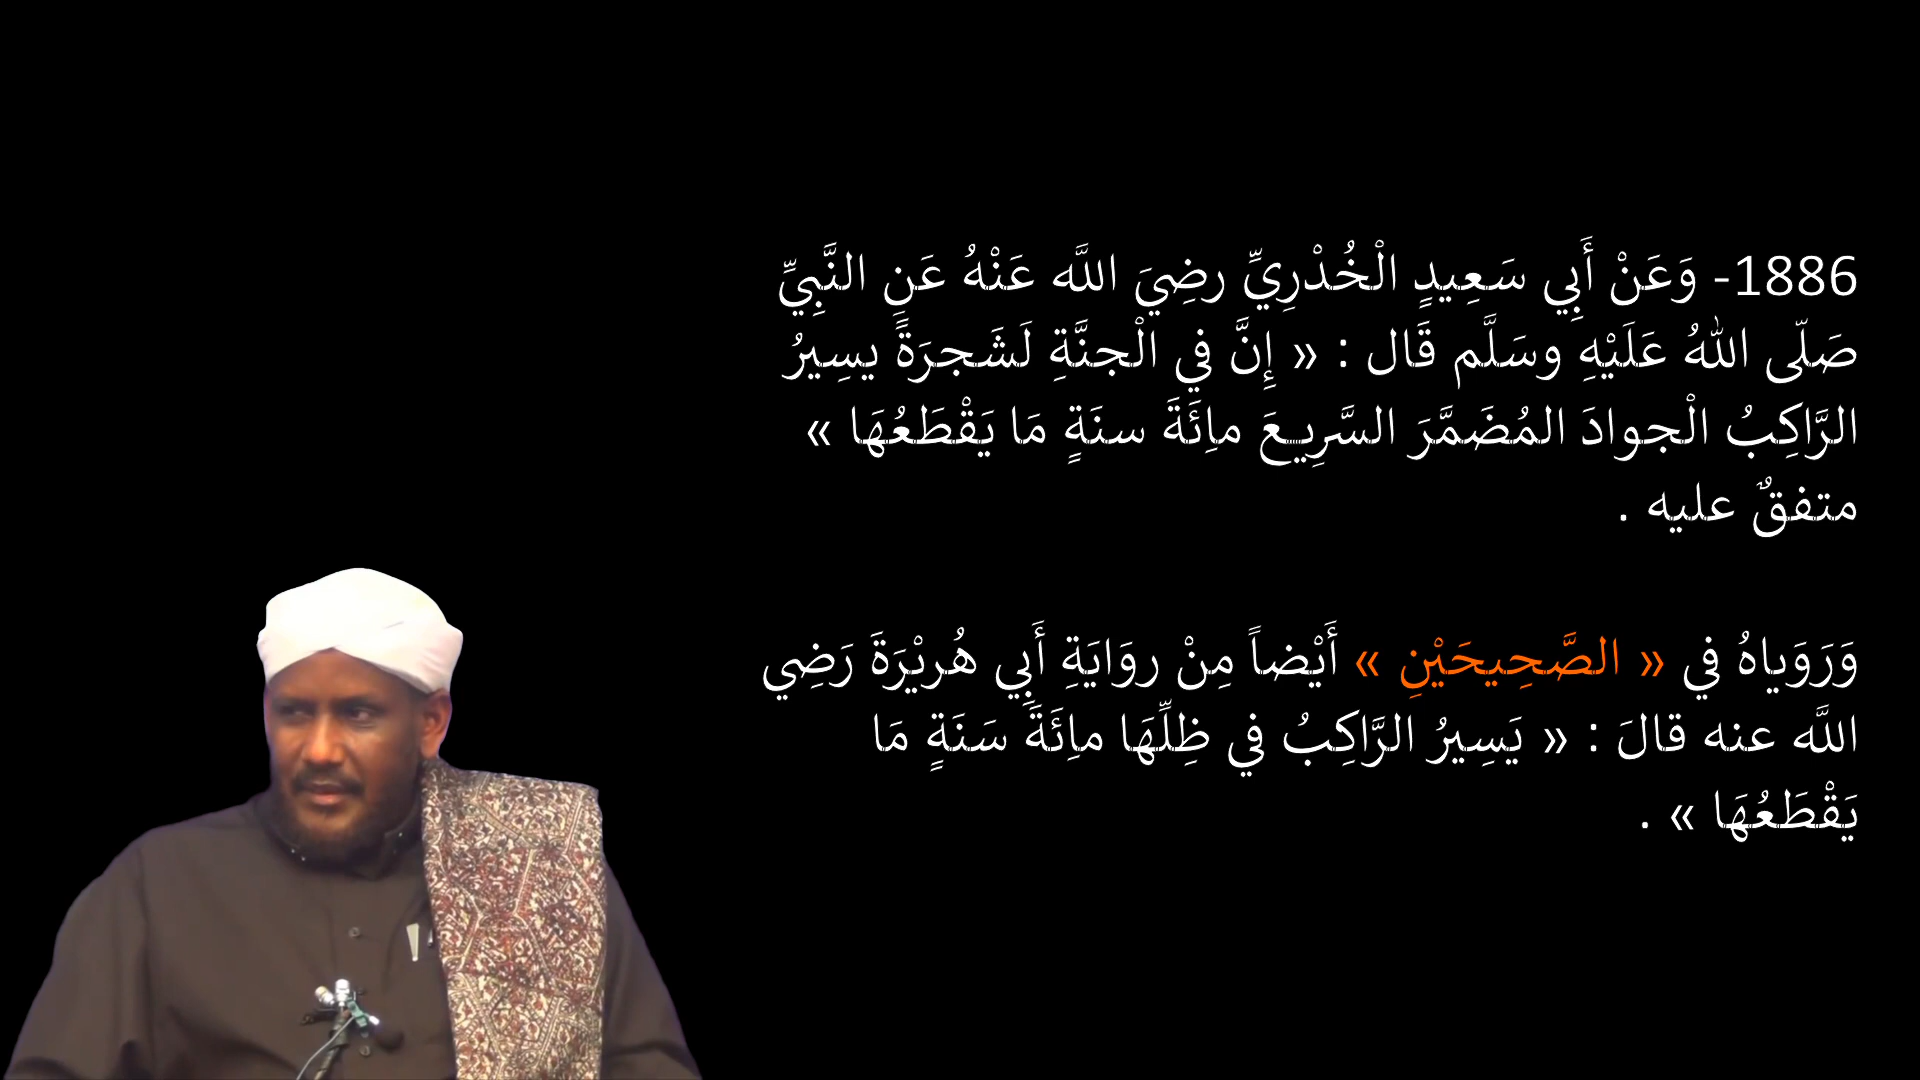 1886- وَعَنْ أَبِي سَعِيدٍ الْخُدْرِيِّ رضِيَ اللَّه عَنْهُ عَنِ النَّبِيِّ
صَلّى اللهُ عَلَيْهِ وسَلَّم قَال : « إِنَّ في الْجنَّةِ لَشَجرَةً يسِيرُ
الرَّاكِبُ الْجوادَ المُضَمَّرَ السَّرِيعَ ماِئَةَ سنَةٍ مَا يَقْطَعُهَا »
متفقٌ عليه .
وَرَوَياهُ في « الصَّحِيحَيْنِ » أَيْضاً مِنْ روَايَةِ أَبِي هُريْرَةَ رَضِي
اللَّه عنه قالَ : « يَسِيرُ الرَّاكِبُ في ظِلِّهَا ماِئَةَ سَنَةٍ مَا
يَقْطَعُهَا » .